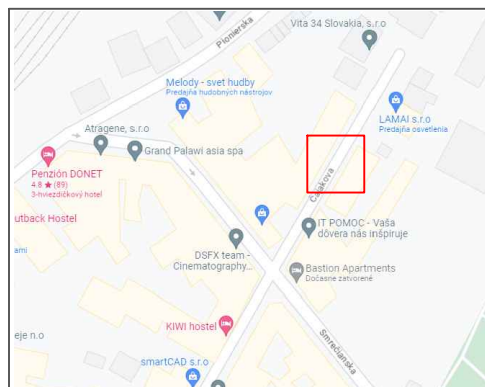 Vita 34 Slovakia, s.r.o
Pionierska
Melody - svet hudby
Predajňa hudobných nástrojov
LAMAI s.r.o
Predajňa osvetlenia
Atragene, s.r.o
Grand Palawi asia spa
Penzión DONET
4.8 ★ (89)
3-hviezdičkový hotel
Čajakova
utback Hostel
IT POMOC - Vaša
dôvera nás inšpiruje
ami
DSFX team -
Cinematography...
Bastion Apartments
Dočasne zatvorené
KIWI hostel
eje n.o
Smrečianska
smartCAD s.r.o